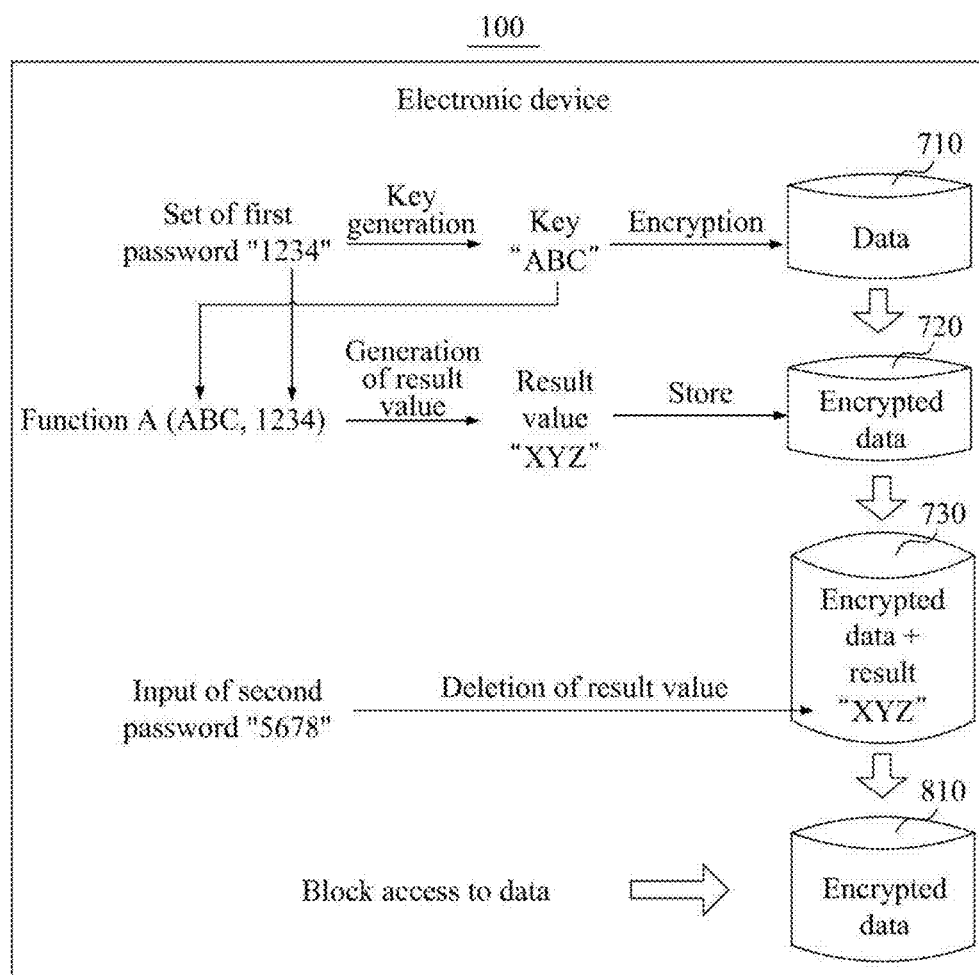 100
Electronic device
710
Set of first
password "1234"
Key
generation
Key
"ABC"
Encryption
Data
720
Function A (ABC, 1234)
Generation
of result
value
Result
value
"XYZ"
Store
Encrypted
data
730
Encrypted
data +
result
"XYZ"
Input of second
password "5678"
Deletion of result value
810
Block access to data
Encrypted
data